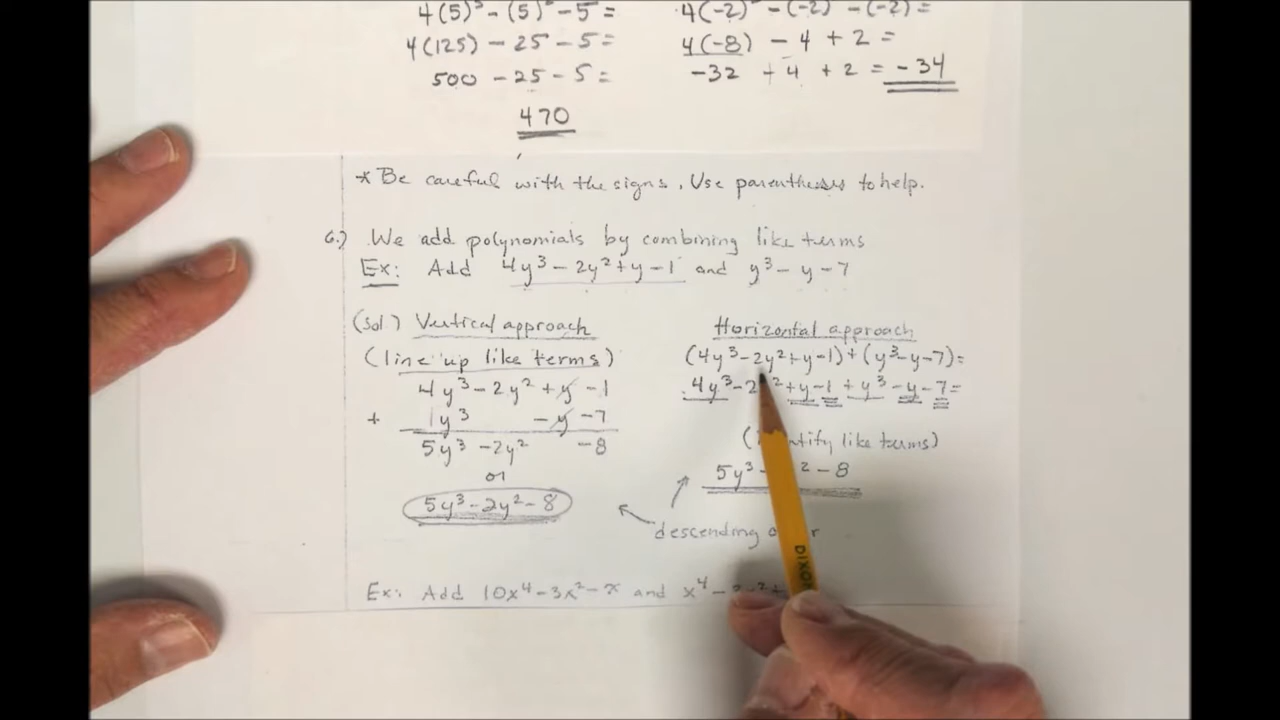 4(5)³ - (5)² - 5 =
4(125) - 25 - 5 =
500 - 25 - 5 =
470
4(-2)³ - (-2)² - (-2) =
4(-8) - 4 + 2 =
-32 + 4 + 2 = -34
* Be careful with the signs. Use parentheses to help.
6.) We add polynomials by combining like terms
Ex: Add 4y³ - 2y² + y - 1 and y³ - y - 7
(Sol.) Vertical approach
(line up like terms)
4y³ - 2y² + y - 1
+ 1y³ - y - 7
5y³ - 2y² - 8
or
5y³ - 2y² - 8
Horizontal approach
(4y³ - 2y² + y - 1) + (y³ - y - 7) =
4y³ - 2 ² + y - 1 + y³ - y - 7 =
like terms)
5y³ - ² - 8
descending
Ex: Add 10x⁴ - 3x² - x and x⁴